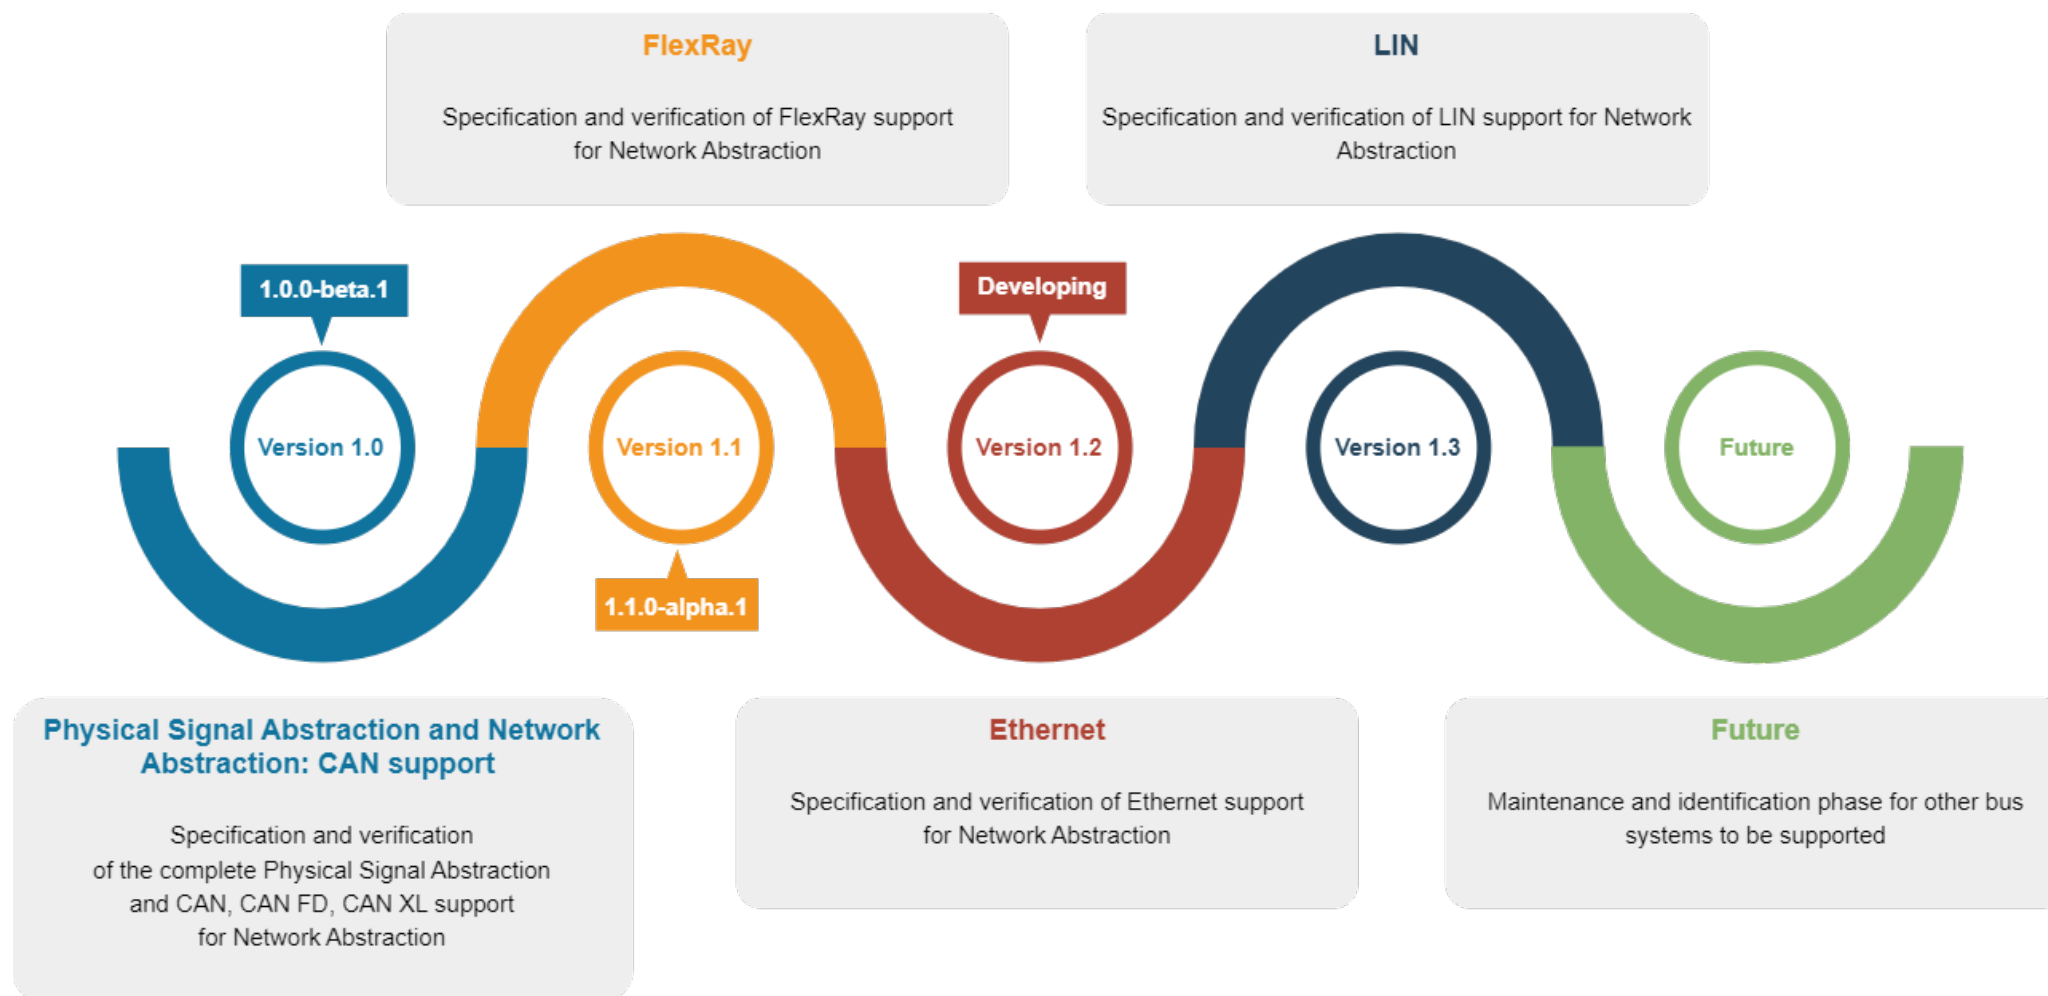 FlexRay
Specification and verification of FlexRay support
for Network Abstraction
LIN
Specification and verification of LIN support for Network
Abstraction
1.0.0-beta.1
Developing
Version 1.0
Version 1.1
Version 1.2
Version 1.3
Future
1.1.0-alpha.1
Physical Signal Abstraction and Network
Abstraction: CAN support
Specification and verification
of the complete Physical Signal Abstraction
and CAN, CAN FD, CAN XL support
for Network Abstraction
Ethernet
Specification and verification of Ethernet support
for Network Abstraction
Future
Maintenance and identification phase for other bus
systems to be supported